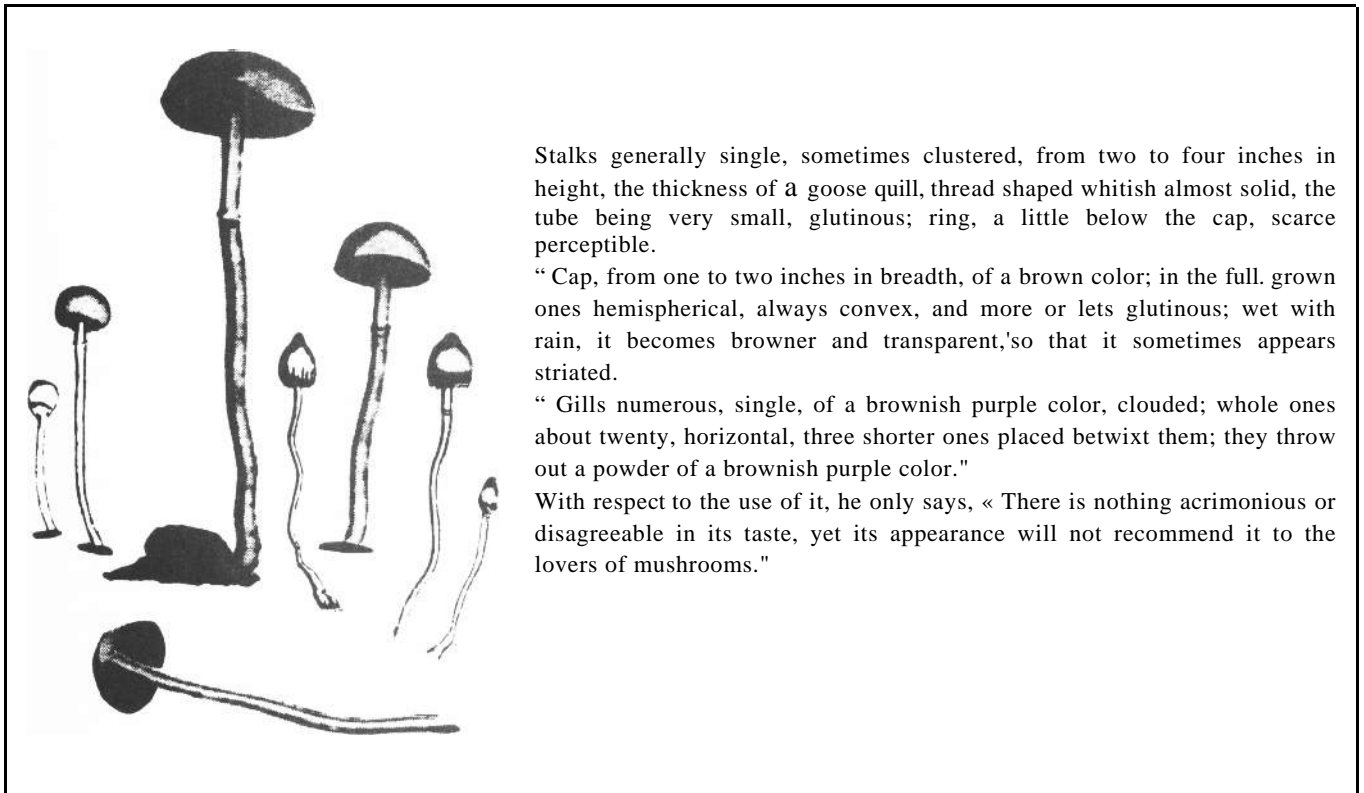 Stalks generally single, sometimes clustered, from two to four inches in
height, the thickness of a goose quill, thread shaped whitish almost solid, the
tube being very small, glutinous; ring, a little below the cap, scarce
perceptible.
“ Cap, from one to two inches in breadth, of a brown color; in the full. grown
ones hemispherical, always convex, and more or lets glutinous; wet with
rain, it becomes browner and transparent,'so that it sometimes appears
striated.
“ Gills numerous, single, of a brownish purple color, clouded; whole ones
about twenty, horizontal, three shorter ones placed betwixt them; they throw
out a powder of a brownish purple color."
With respect to the use of it, he only says, « There is nothing acrimonious or
disagreeable in its taste, yet its appearance will not recommend it to the
lovers of mushrooms."